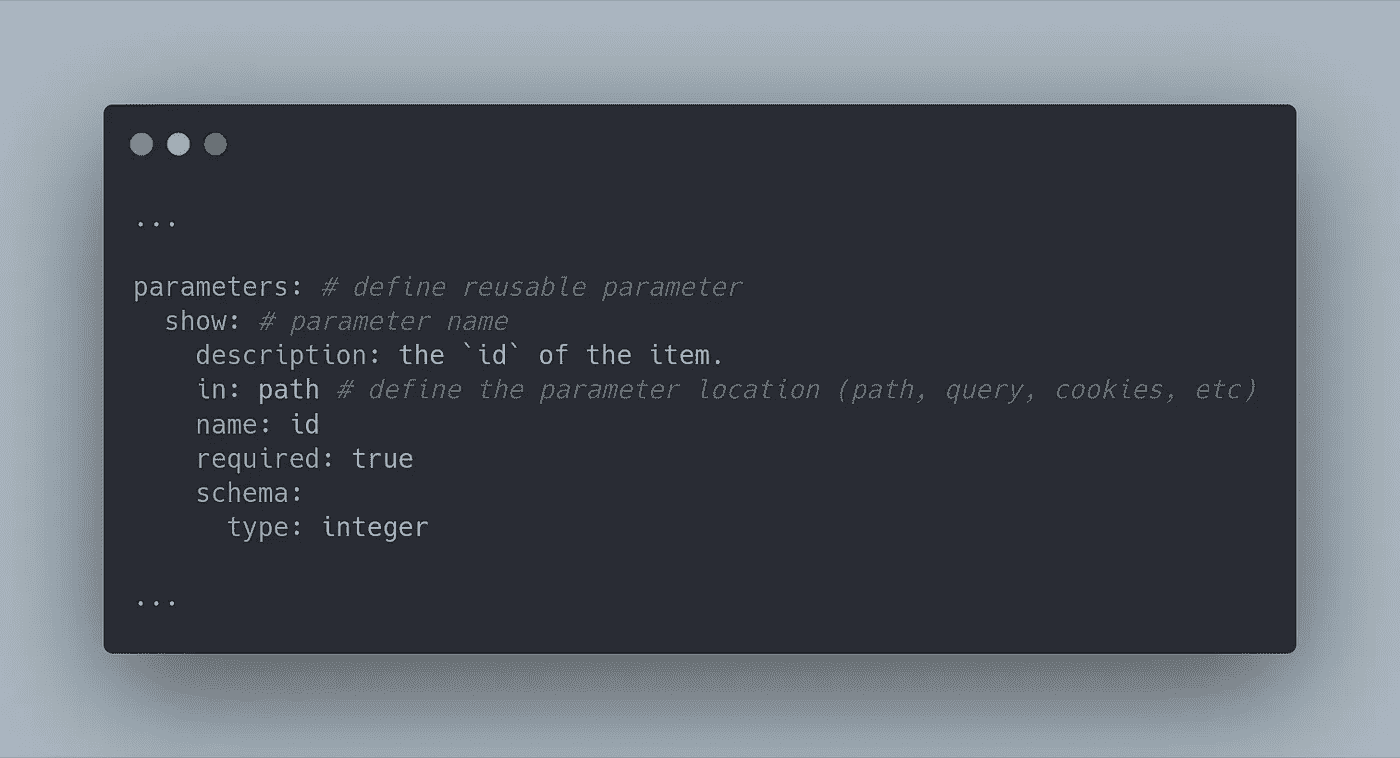 ...
parameters: # define reusable parameter
  show: # parameter name
    description: the `id` of the item.
    in: path # define the parameter location (path, query, cookies, etc)
    name: id
    required: true
    schema:
      type: integer
...